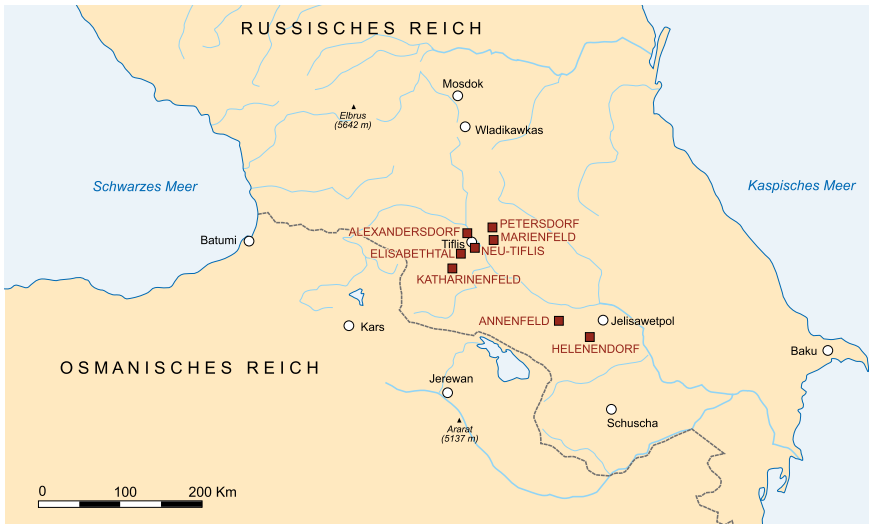 RUSSISCHES REICH
Mosdok
Elbrus
(5642 m)
Wladikawkas
Schwarzes Meer
Kaspisches Meer
PETERSDORF
ALEXANDERSDORF
MARIENFELD
Batumi
Tiflis
NEU-TIFLIS
ELISABETHTAL
KATHARINENFELD
ANNENFELD
Jelisawetpol
Kars
HELENENDORF
Baku
OSMANISCHES REICH
Jerewan
Schuscha
Ararat
(5137 m)
0 100 200 Km